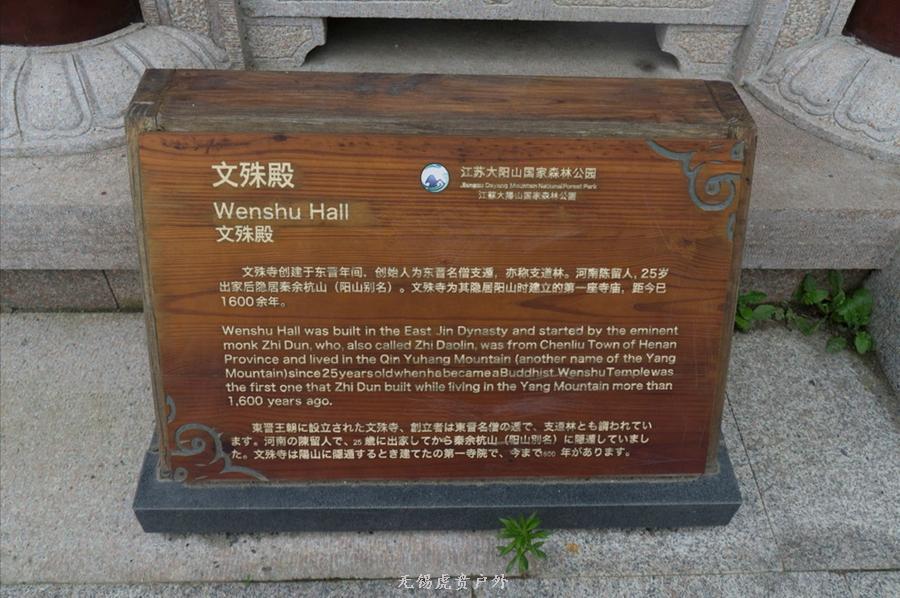 文殊殿
Wenshu Hall
文殊殿
江苏大阳山国家森林公园
Jiangsu Dayang Mountain National Forest Park
江蘇大陽山国家森林公園
文殊寺创建于东晋年间，创始人为东晋名僧支遁，亦称支道林。河南陈留人，25岁
出家后隐居秦余杭山（阳山别名）。文殊寺为其隐居阳山时建立的第一座寺庙，距今已
1600余年。
Wenshu Hall was built in the East Jin Dynasty and started by the eminent
monk Zhi Dun, who, also called Zhi Daolin, was from Chenliu Town of Henan
Province and lived in the Qin Yuhang Mountain (another name of the Yang
Mountain)since25yearsoldwhenhebecameaBuddhist.WenshuTemplewas
the first one that Zhi Dun built while living in the Yang Mountain more than
1,600 years ago.
東晋王朝に設立された文殊寺、創立者は東晋名僧の遁で、支道林とも謂われてい
ます。河南の陳留人で、25 歳に出家してから秦余杭山（阳山别名）に隠遁していまし
た。文殊寺は陽山に隠遁するとき建てたの第一寺院で、今まで1600 年があります。
无锡虎贲户外